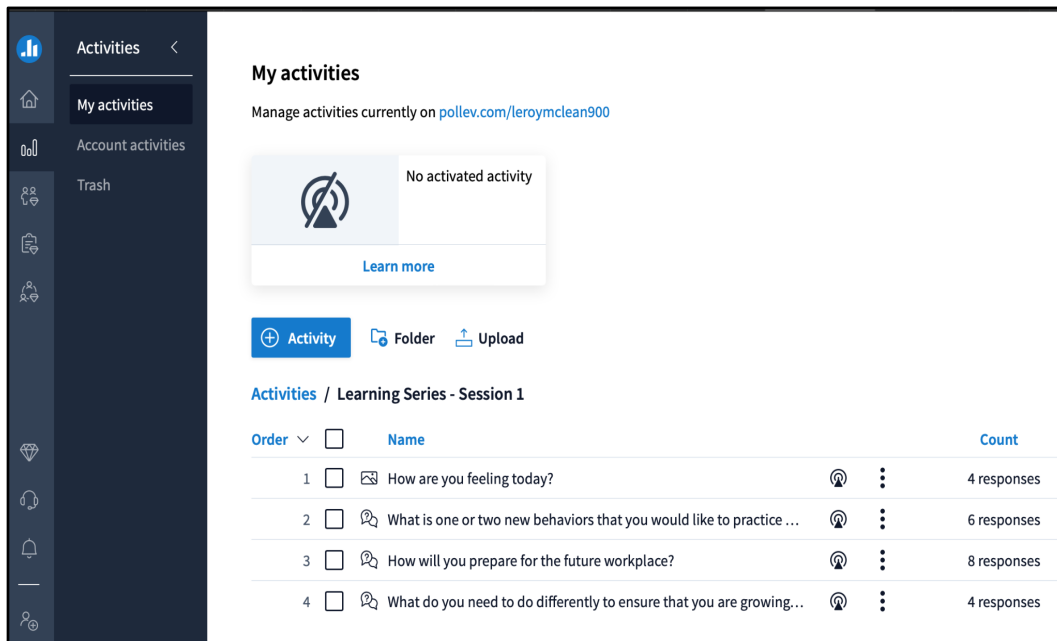 Activities
My activities
Account activities
Trash
My activities
Manage activities currently on pollev.com/leroymclean900
No activated activity
Learn more
Activity Folder Upload
Activities / Learning Series - Session 1
Order Name Count
1 How are you feeling today? 4 responses
2 What is one or two new behaviors that you would like to practice ... 6 responses
3 How will you prepare for the future workplace? 8 responses
4 What do you need to do differently to ensure that you are growing... 4 responses